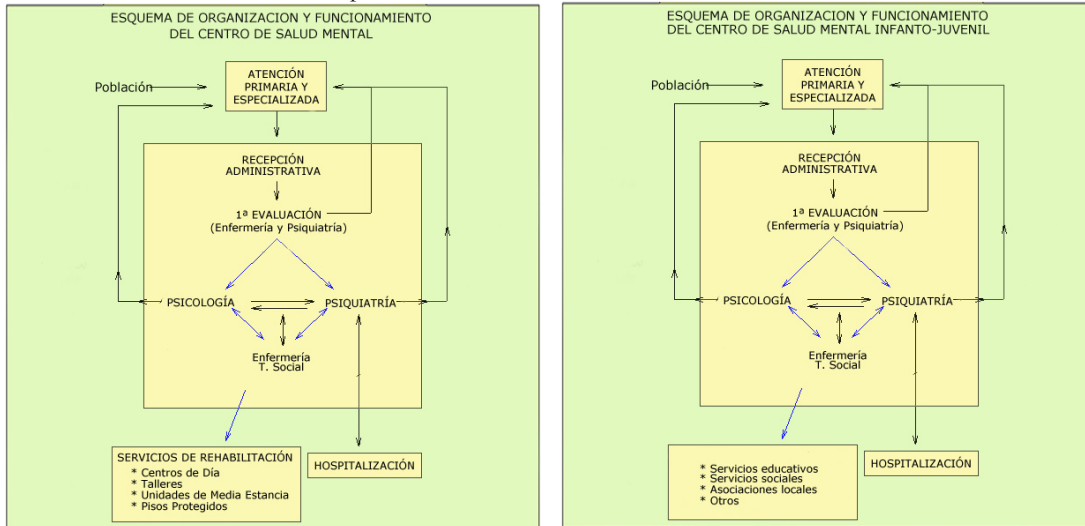 ESQUEMA DE ORGANIZACION Y FUNCIONAMIENTO
DEL CENTRO DE SALUD MENTAL
ATENCIÓN
PRIMARIA Y
ESPECIALIZADA
Población
RECEPCIÓN
ADMINISTRATIVA
1ª EVALUACIÓN
(Enfermería y Psiquiatría)
PSICOLOGÍA
PSIQUIATRÍA
Enfermería
T. Social
SERVICIOS DE REHABILITACIÓN
* Centros de Día
* Talleres
* Unidades de Media Estancia
* Pisos Protegidos
HOSPITALIZACIÓN
ESQUEMA DE ORGANIZACION Y FUNCIONAMIENTO
DEL CENTRO DE SALUD MENTAL INFANTO-JUVENIL
ATENCIÓN
PRIMARIA Y
ESPECIALIZADA
Población
RECEPCIÓN
ADMINISTRATIVA
1ª EVALUACIÓN
(Enfermería y Psiquiatría)
PSICOLOGÍA
PSIQUIATRÍA
Enfermería
T. Social
* Servicios educativos
* Servicios sociales
* Asociaciones locales
* Otros
HOSPITALIZACIÓN